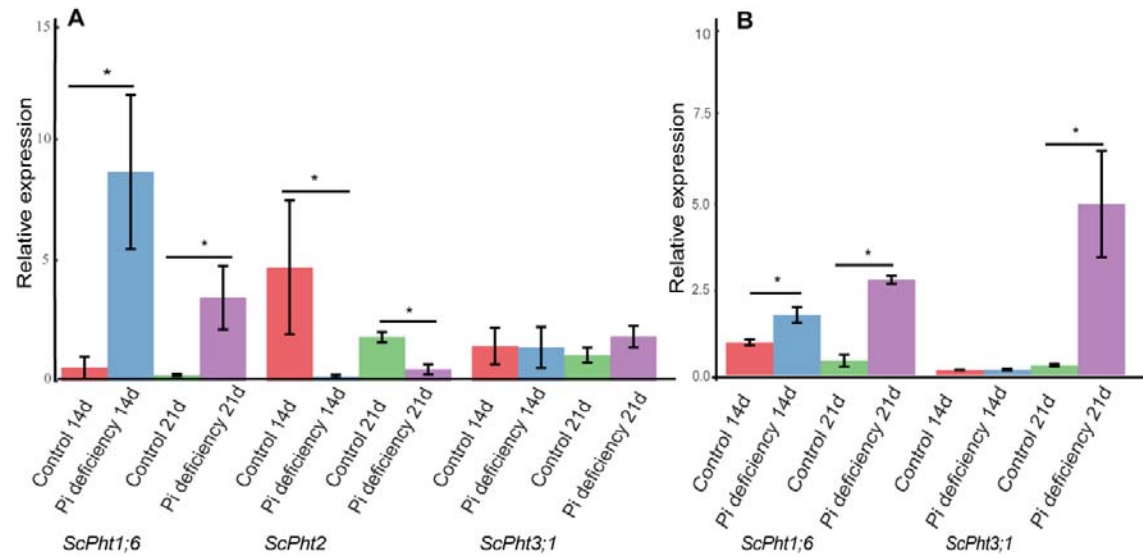 A
Relative expression
15
10
5
0
*
*
*
*
Control 14d
Pi deficiency 14d
Control 21d
Pi deficiency 21d
Control 14d
Pi deficiency 14d
Control 21d
Pi deficiency 21d
Control 14d
Pi deficiency 14d
Control 21d
Pi deficiency 21d
ScPht1;6 ScPht2 ScPht3;1
B
Relative expression
10
7.5
5.0
2.5
0.0
*
*
*
Control 14d
Pi deficiency 14d
Control 21d
Pi deficiency 21d
Control 14d
Pi deficiency 14d
Control 21d
Pi deficiency 21d
ScPht1;6 ScPht3;1